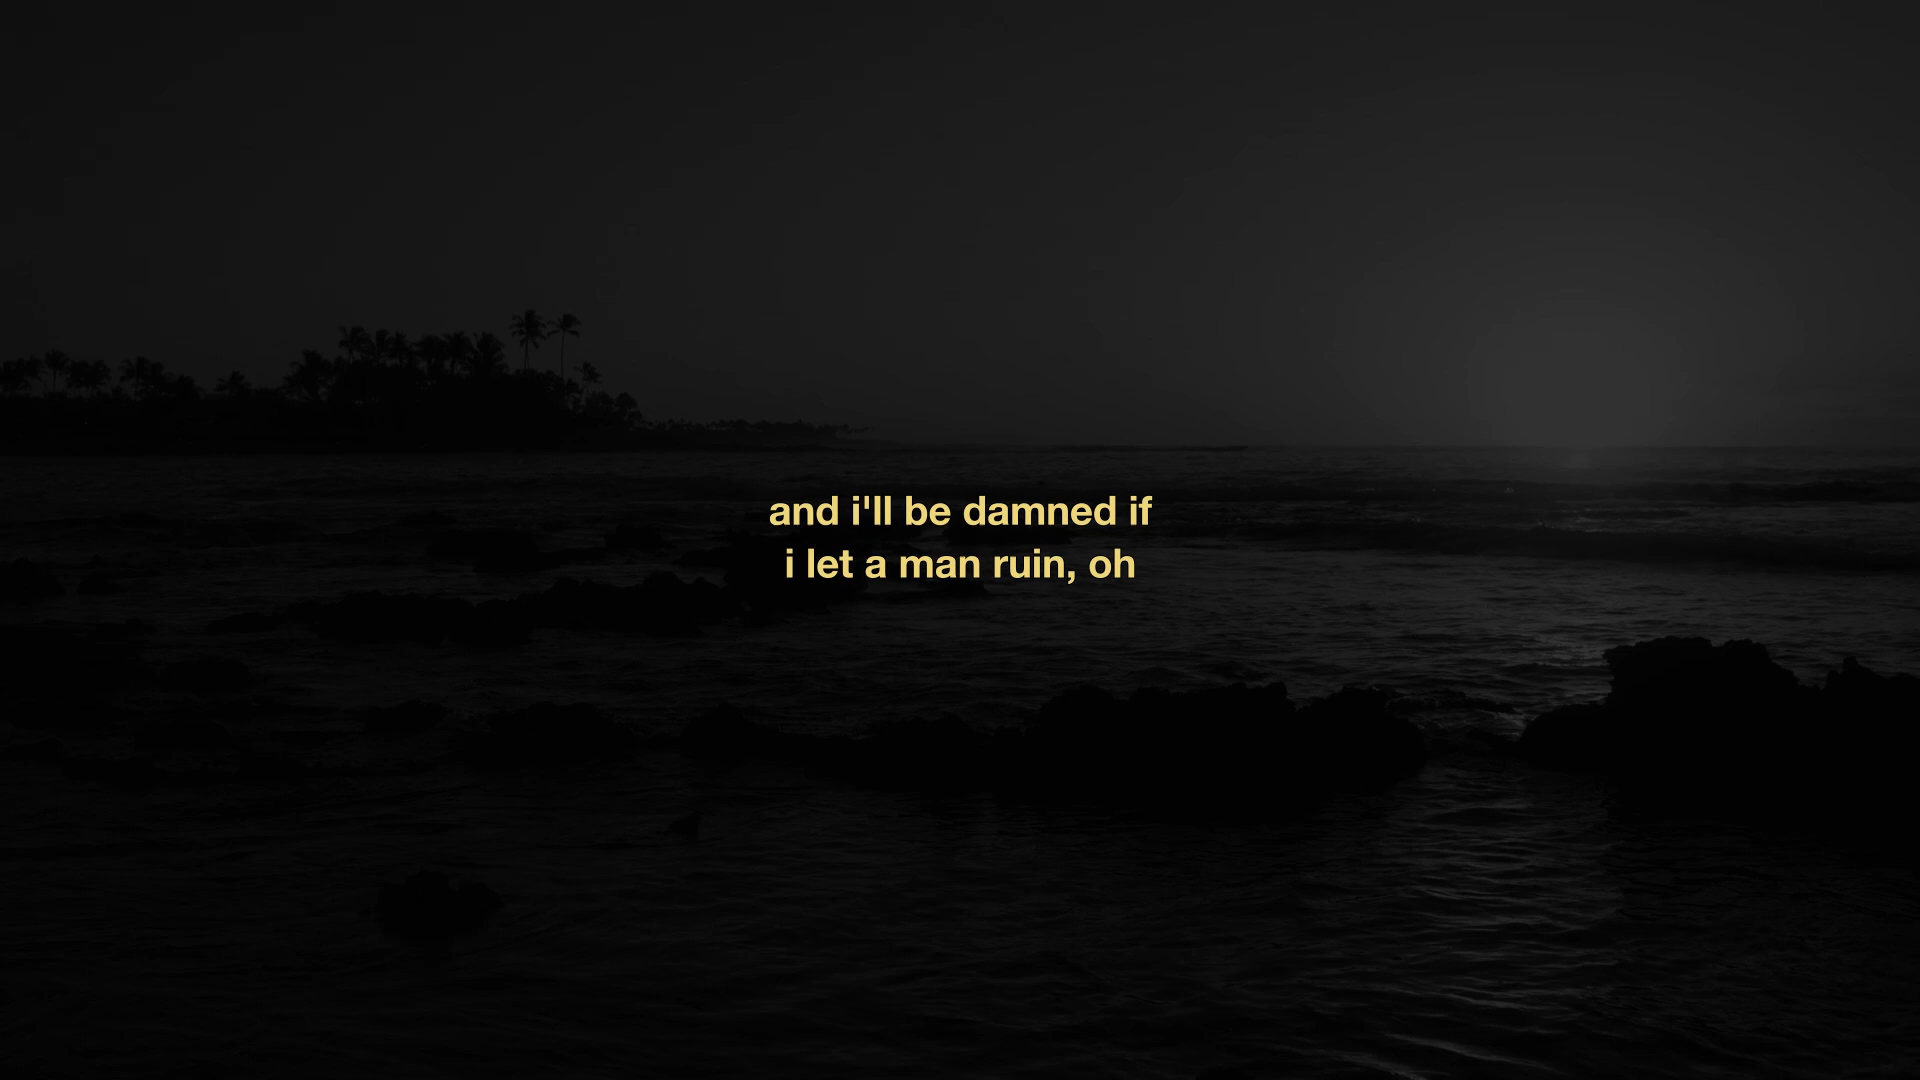 and i'll be damned if
i let a man ruin, oh